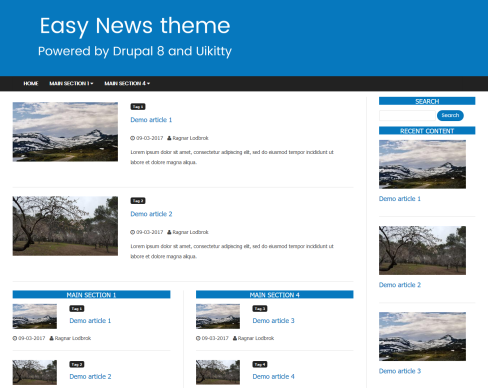 Easy News theme
Powered by Drupal 8 and Uikitty
HOME MAIN SECTION 1 MAIN SECTION 4
Tag 1
Demo article 1
09-03-2017 Ragnar Lodbrok
Lorem ipsum dolor sit amet, consectetur adipiscing elit, sed do eiusmod tempor incididunt ut
labore et dolore magna aliqua.
Tag 2
Demo article 2
09-03-2017 Ragnar Lodbrok
Lorem ipsum dolor sit amet, consectetur adipiscing elit, sed do eiusmod tempor incididunt ut
labore et dolore magna aliqua.
MAIN SECTION 1
Tag 1
Demo article 1
09-03-2017 Ragnar Lodbrok
Tag 2
Demo article 2
MAIN SECTION 4
Tag 3
Demo article 3
09-03-2017 Ragnar Lodbrok
Tag 4
Demo article 4
SEARCH
Search
RECENT CONTENT
Demo article 1
Demo article 2
Demo article 3